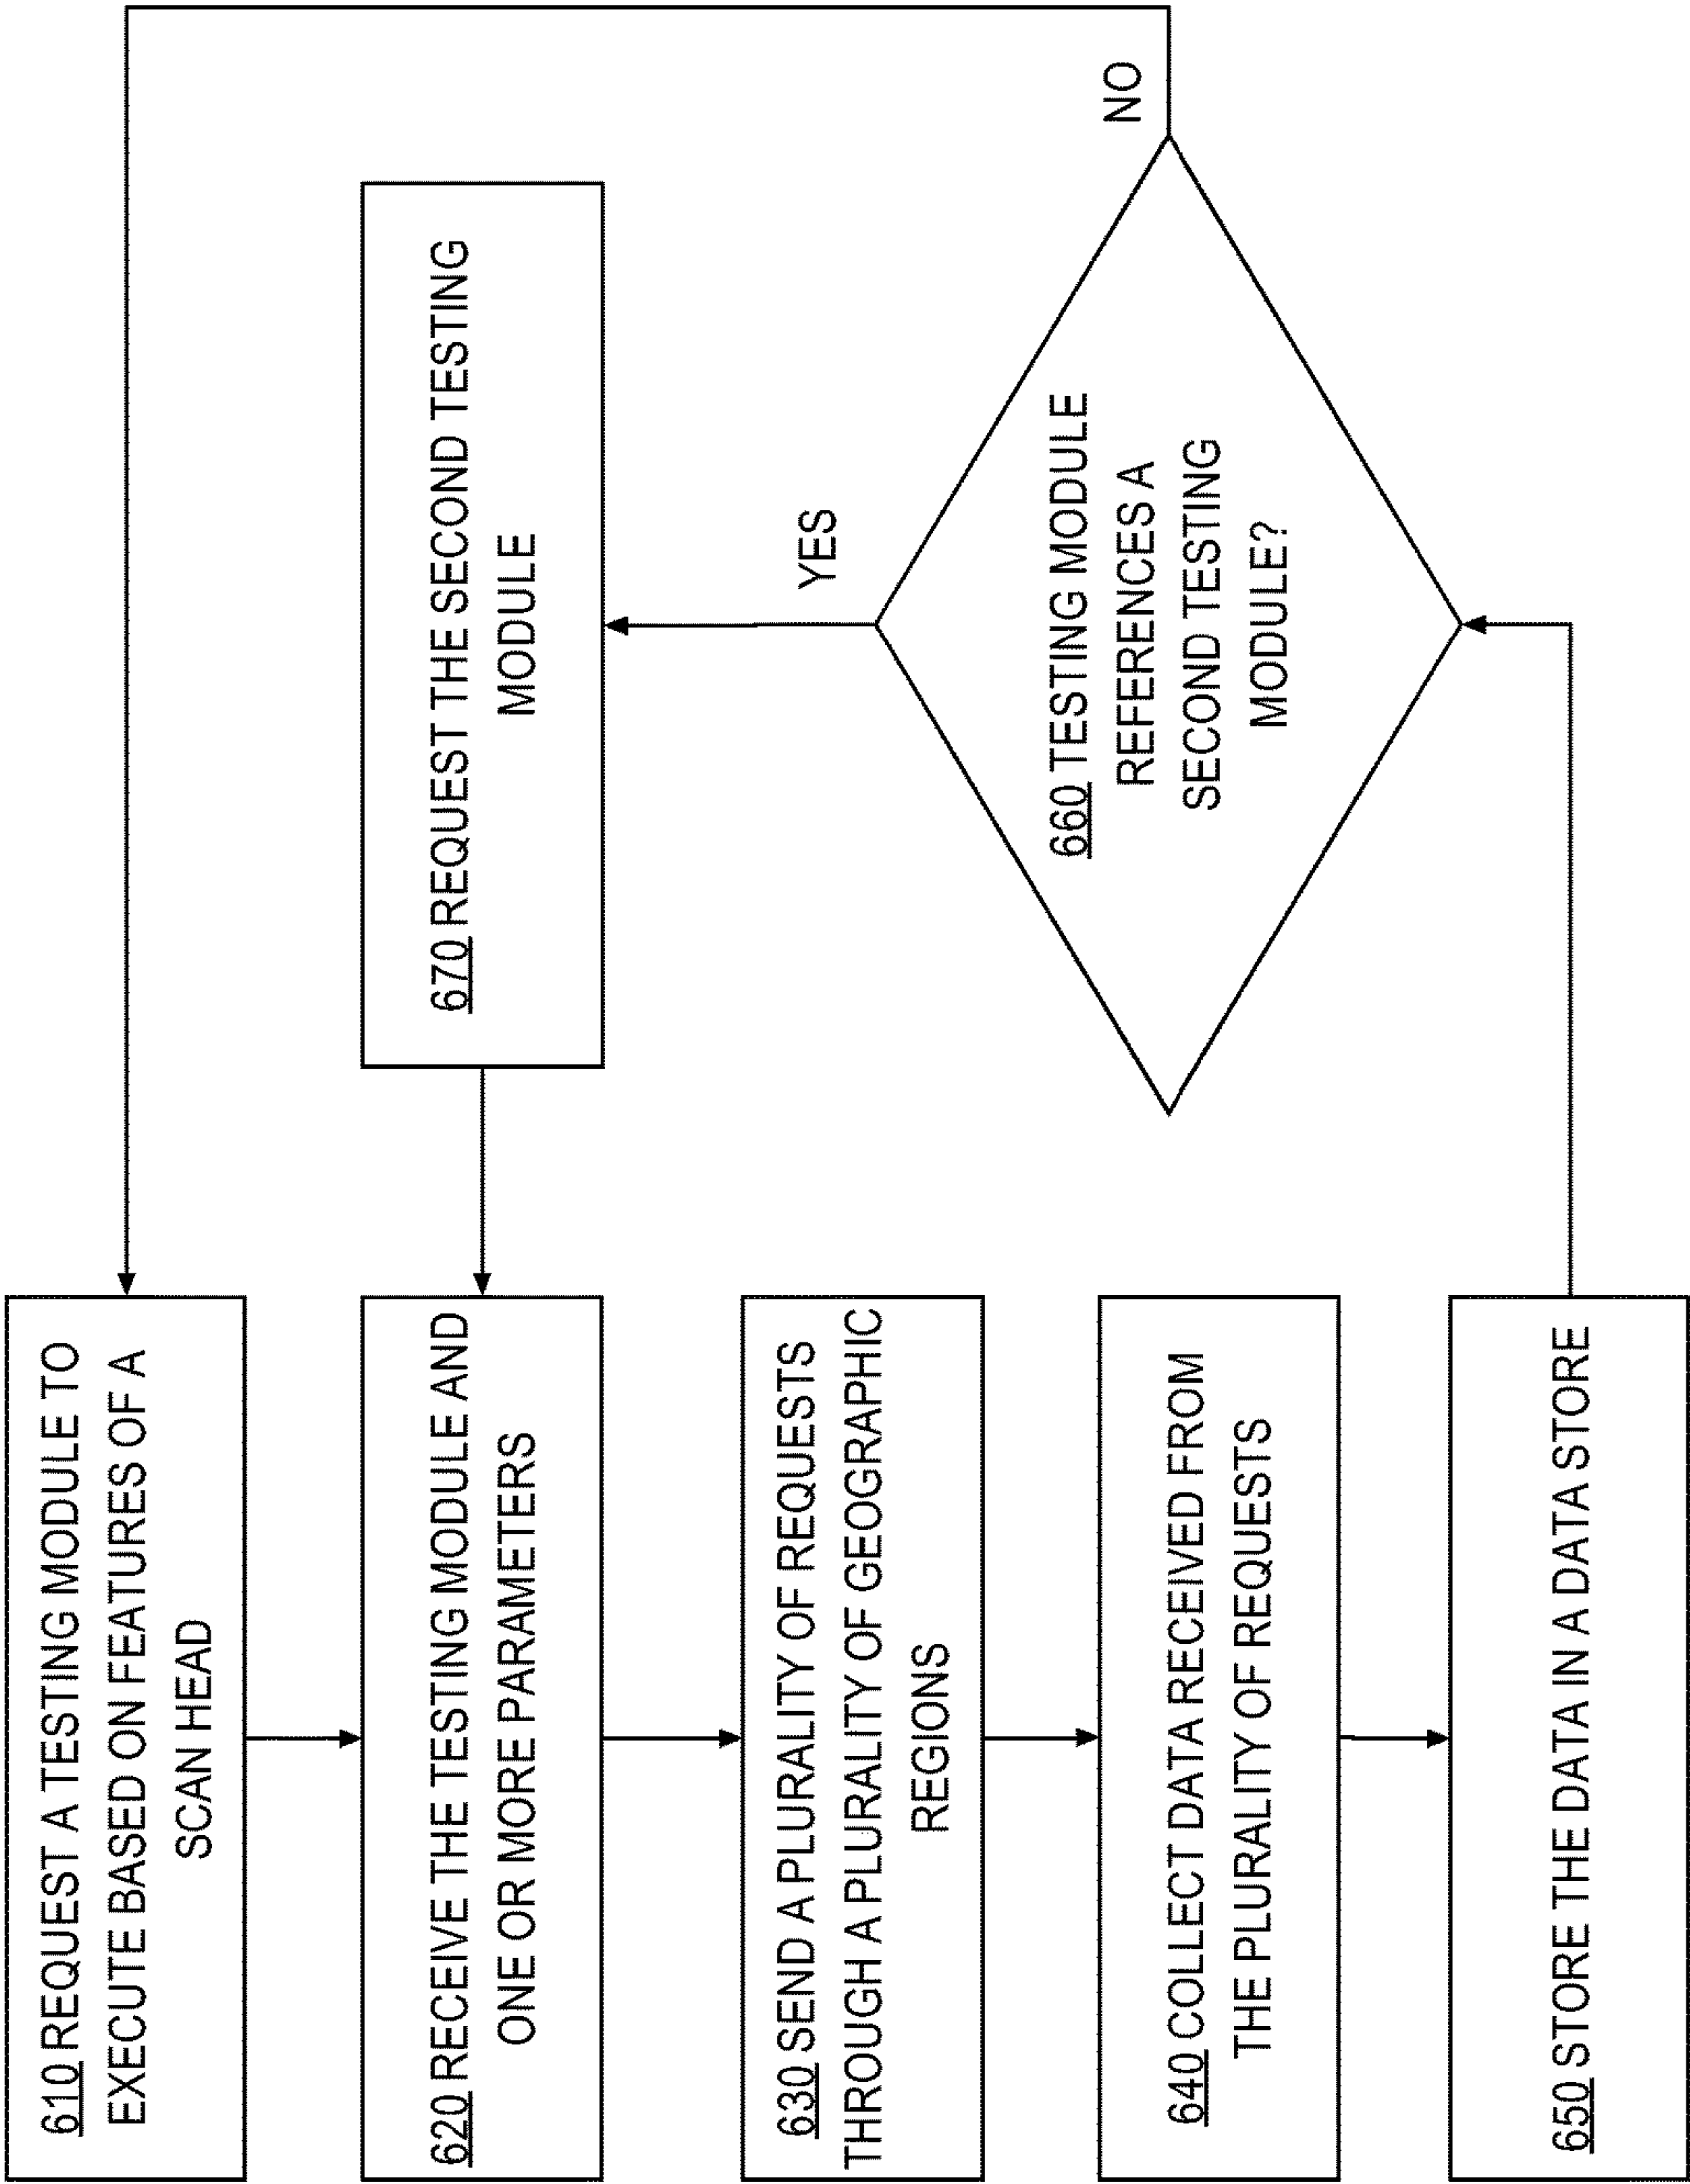 610 REQUEST A TESTING MODULE TO
EXECUTE BASED ON FEATURES OF A
SCAN HEAD
620 RECEIVE THE TESTING MODULE AND
ONE OR MORE PARAMETERS
630 SEND A PLURALITY OF REQUESTS
THROUGH A PLURALITY OF GEOGRAPHIC
REGIONS
640 COLLECT DATA RECEIVED FROM
THE PLURALITY OF REQUESTS
650 STORE THE DATA IN A DATA STORE
660 TESTING MODULE
REFERENCES A
SECOND TESTING
MODULE?
YES
NO
670 REQUEST THE SECOND TESTING
MODULE